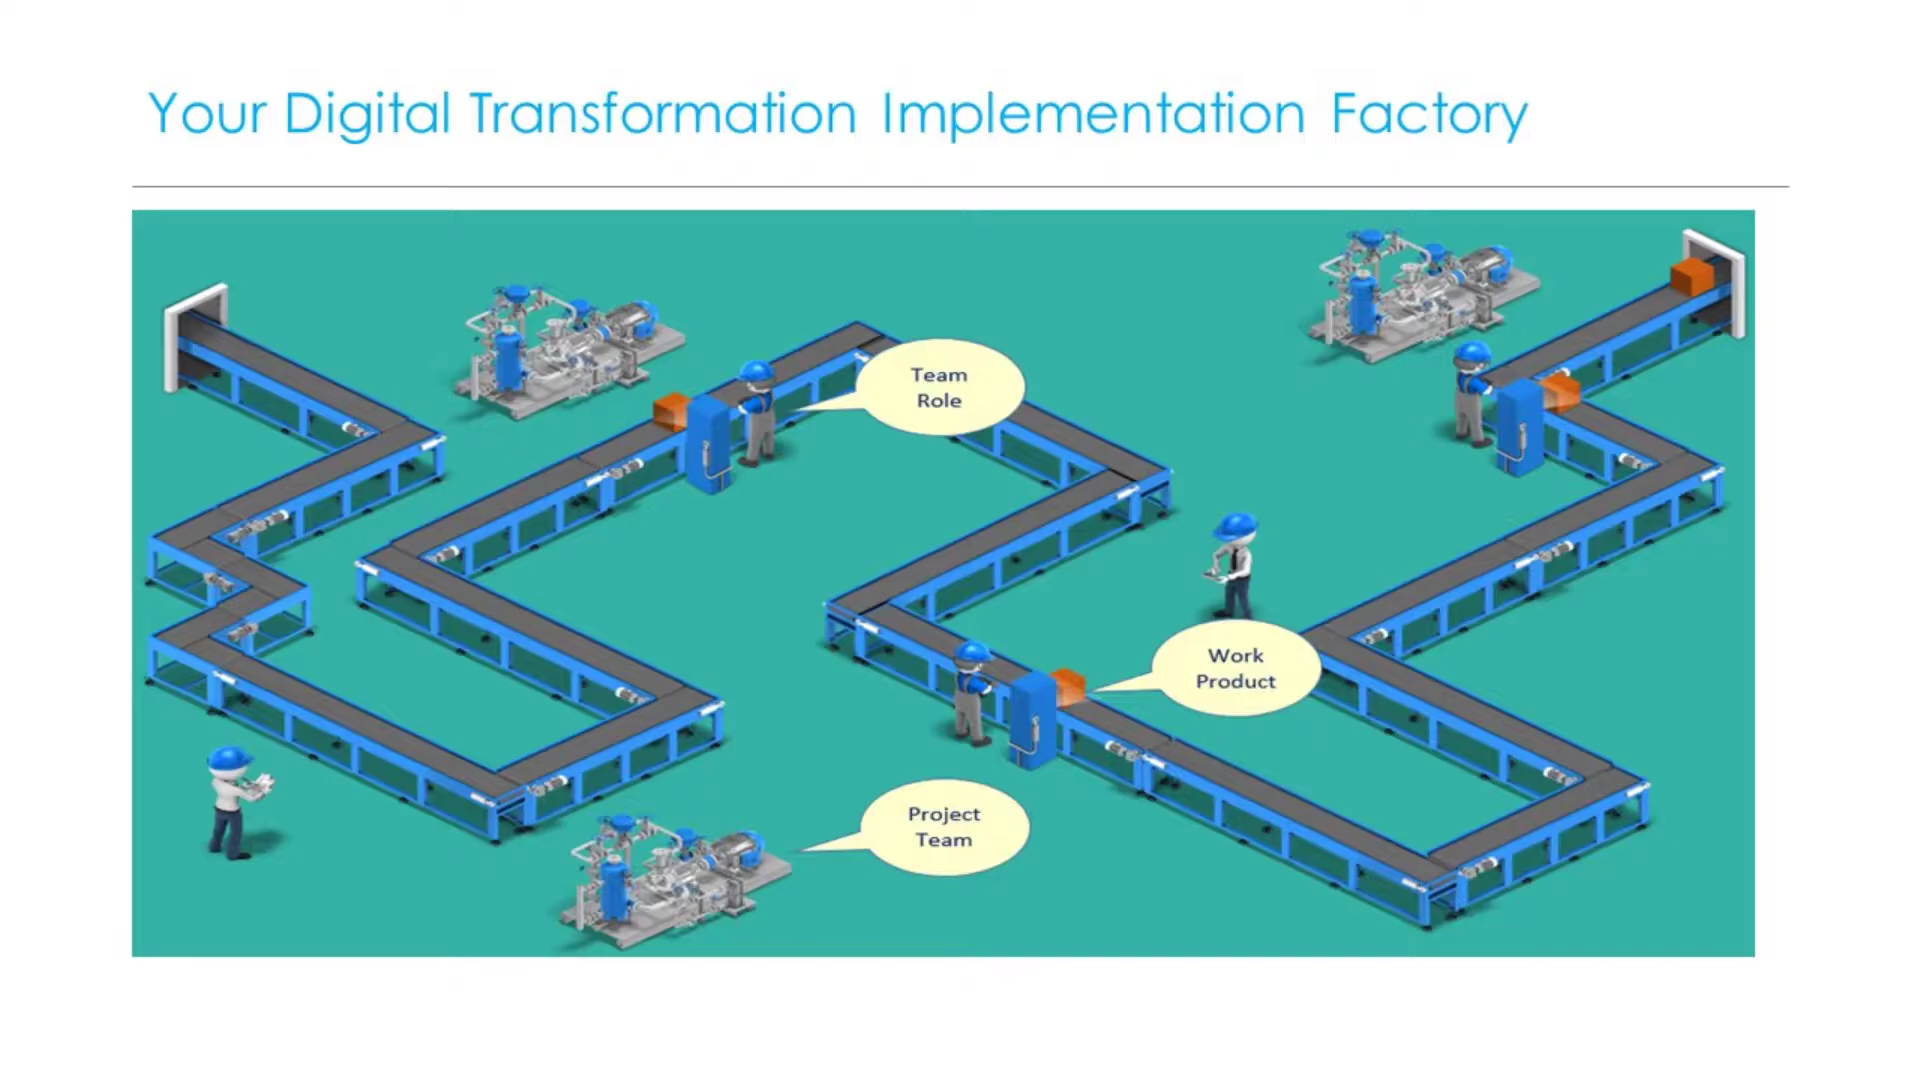 Your Digital Transformation Implementation Factory
Team
Role
Work
Product
Project
Team